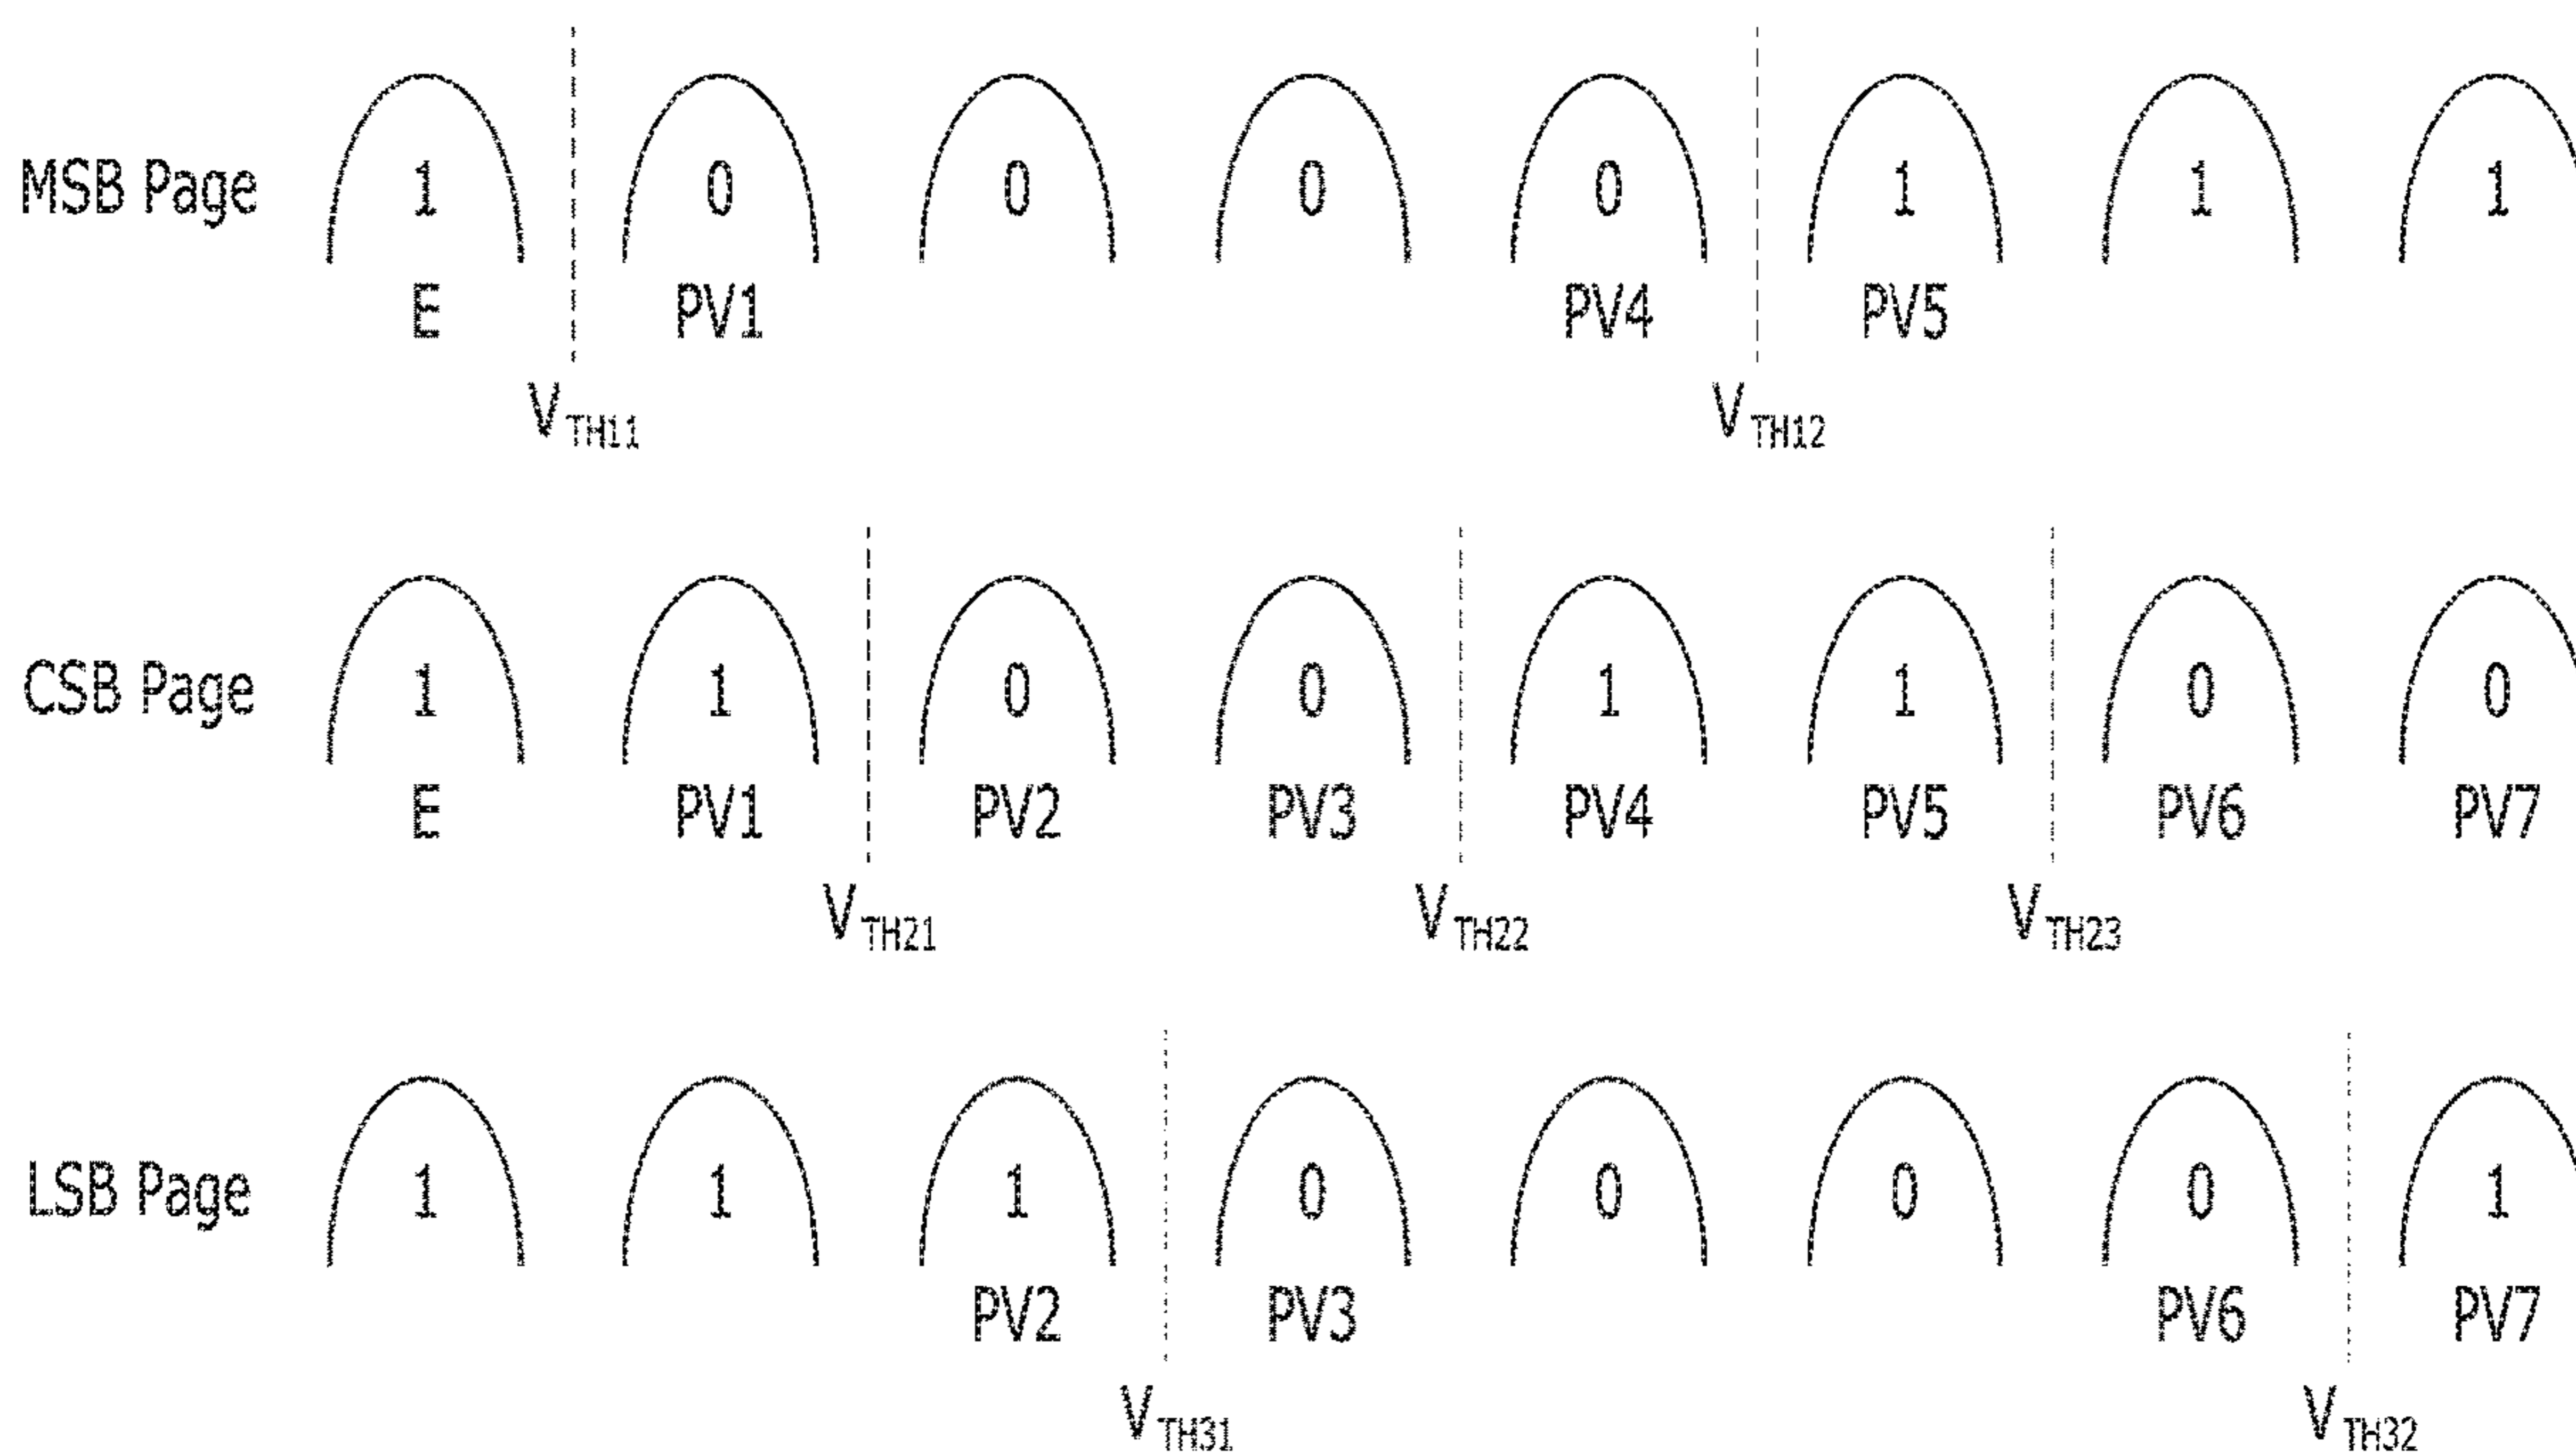 MSB Page 1 0 0 0 0 1 1 1
E PV1 PV4 PV5
VTH11 VTH12
CSB Page 1 1 0 0 1 1 0 0
E PV1 PV2 PV3 PV4 PV5 PV6 PV7
VTH21 VTH22 VTH23
LSB Page 1 1 1 0 0 0 0 1
PV2 PV3 PV6 PV7
VTH31 VTH32